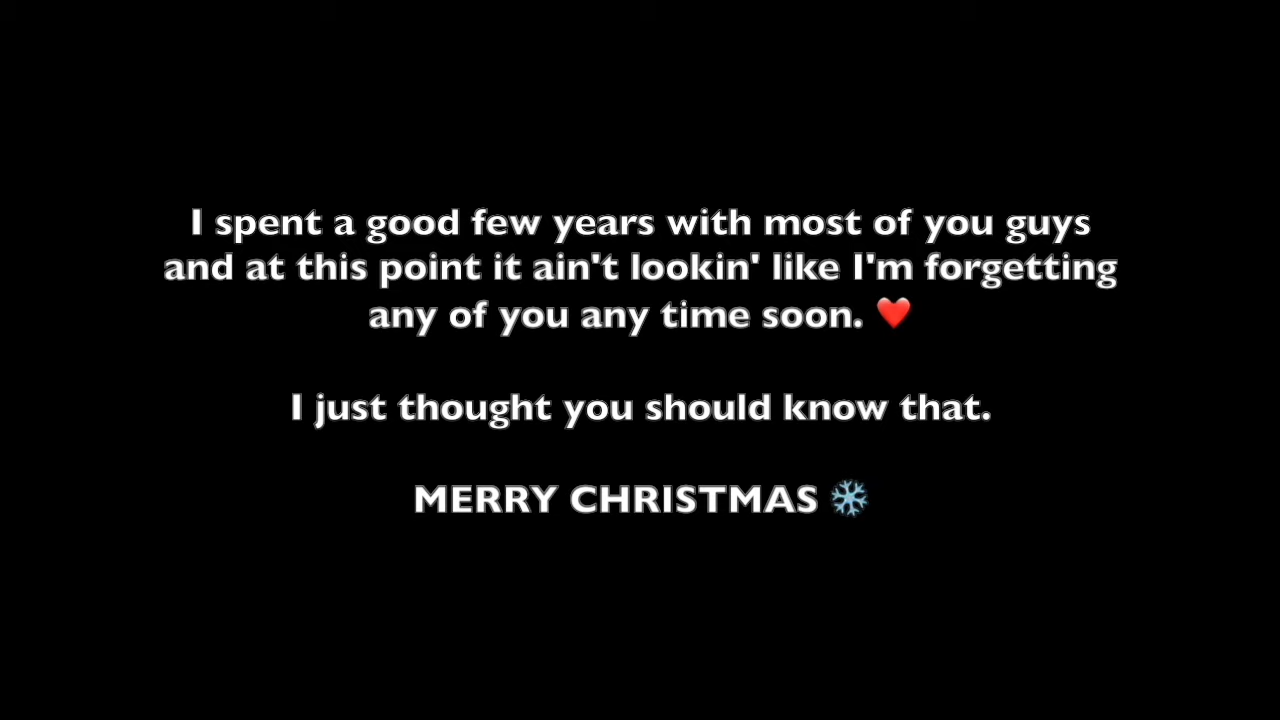 I spent a good few years with most of you guys
and at this point it ain't lookin' like I'm forgetting
any of you any time soon. ❤️
I just thought you should know that.
MERRY CHRISTMAS ❄️